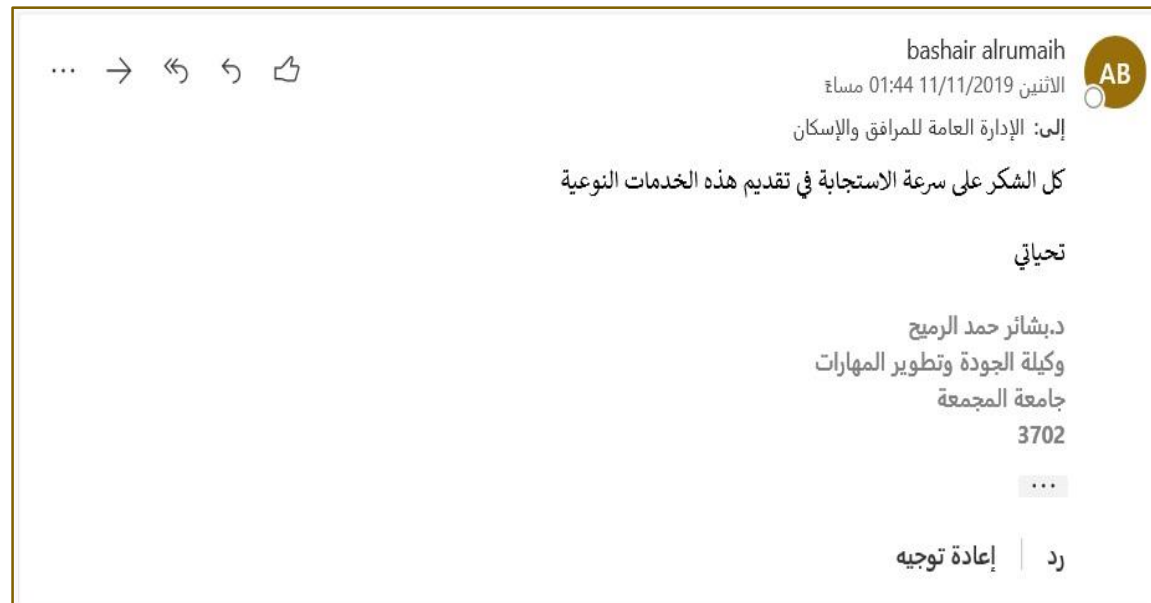 bashair alrumaih
AB
الاثنين 11/11/2019 01:44 مساءً
إلى: الإدارة العامة للمرافق والإسكان
كل الشكر على سرعة الاستجابة في تقديم هذه الخدمات النوعية
تحياتي
د.بشائر حمد الرميح
وكيلة الجودة وتطوير المهارات
جامعة المجمعة
3702
رد | إعادة توجيه